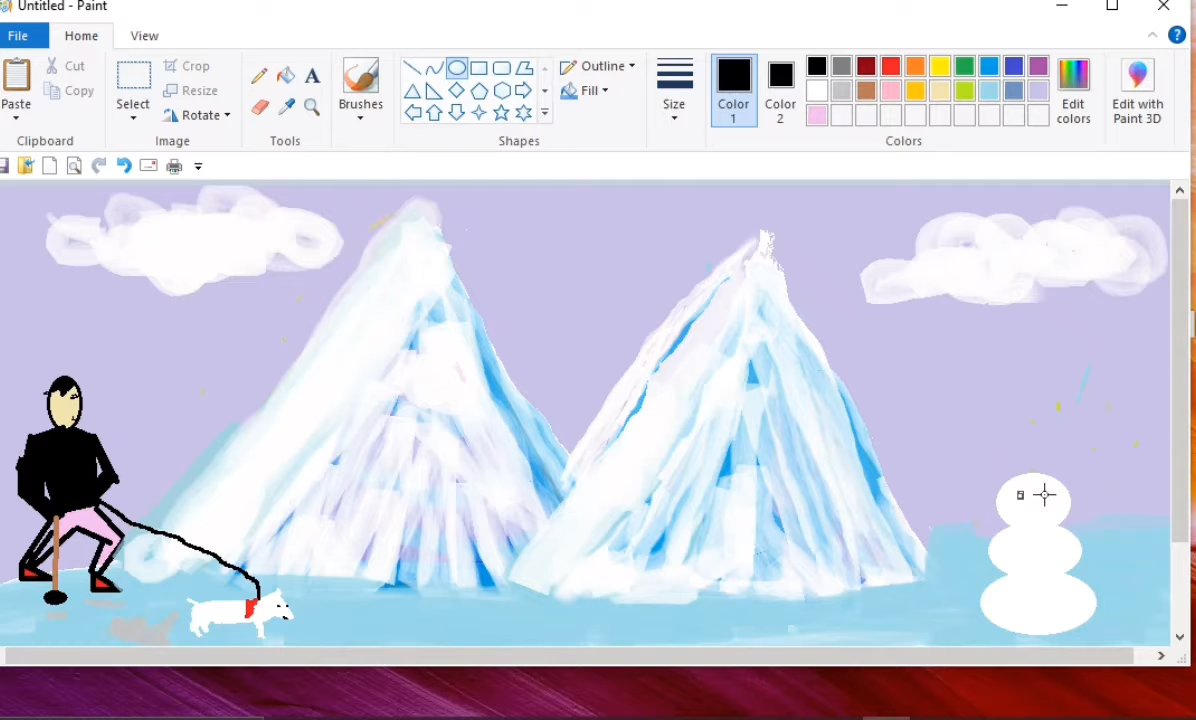 Untitled - Paint
File
Home
View
Paste
Cut
Copy
Clipboard
Select
Crop
Resize
Rotate
Image
A
Tools
Brushes
Outline
Fill
Shapes
Size
Color 1
Color 2
Edit colors
Colors
Edit with Paint 3D
?